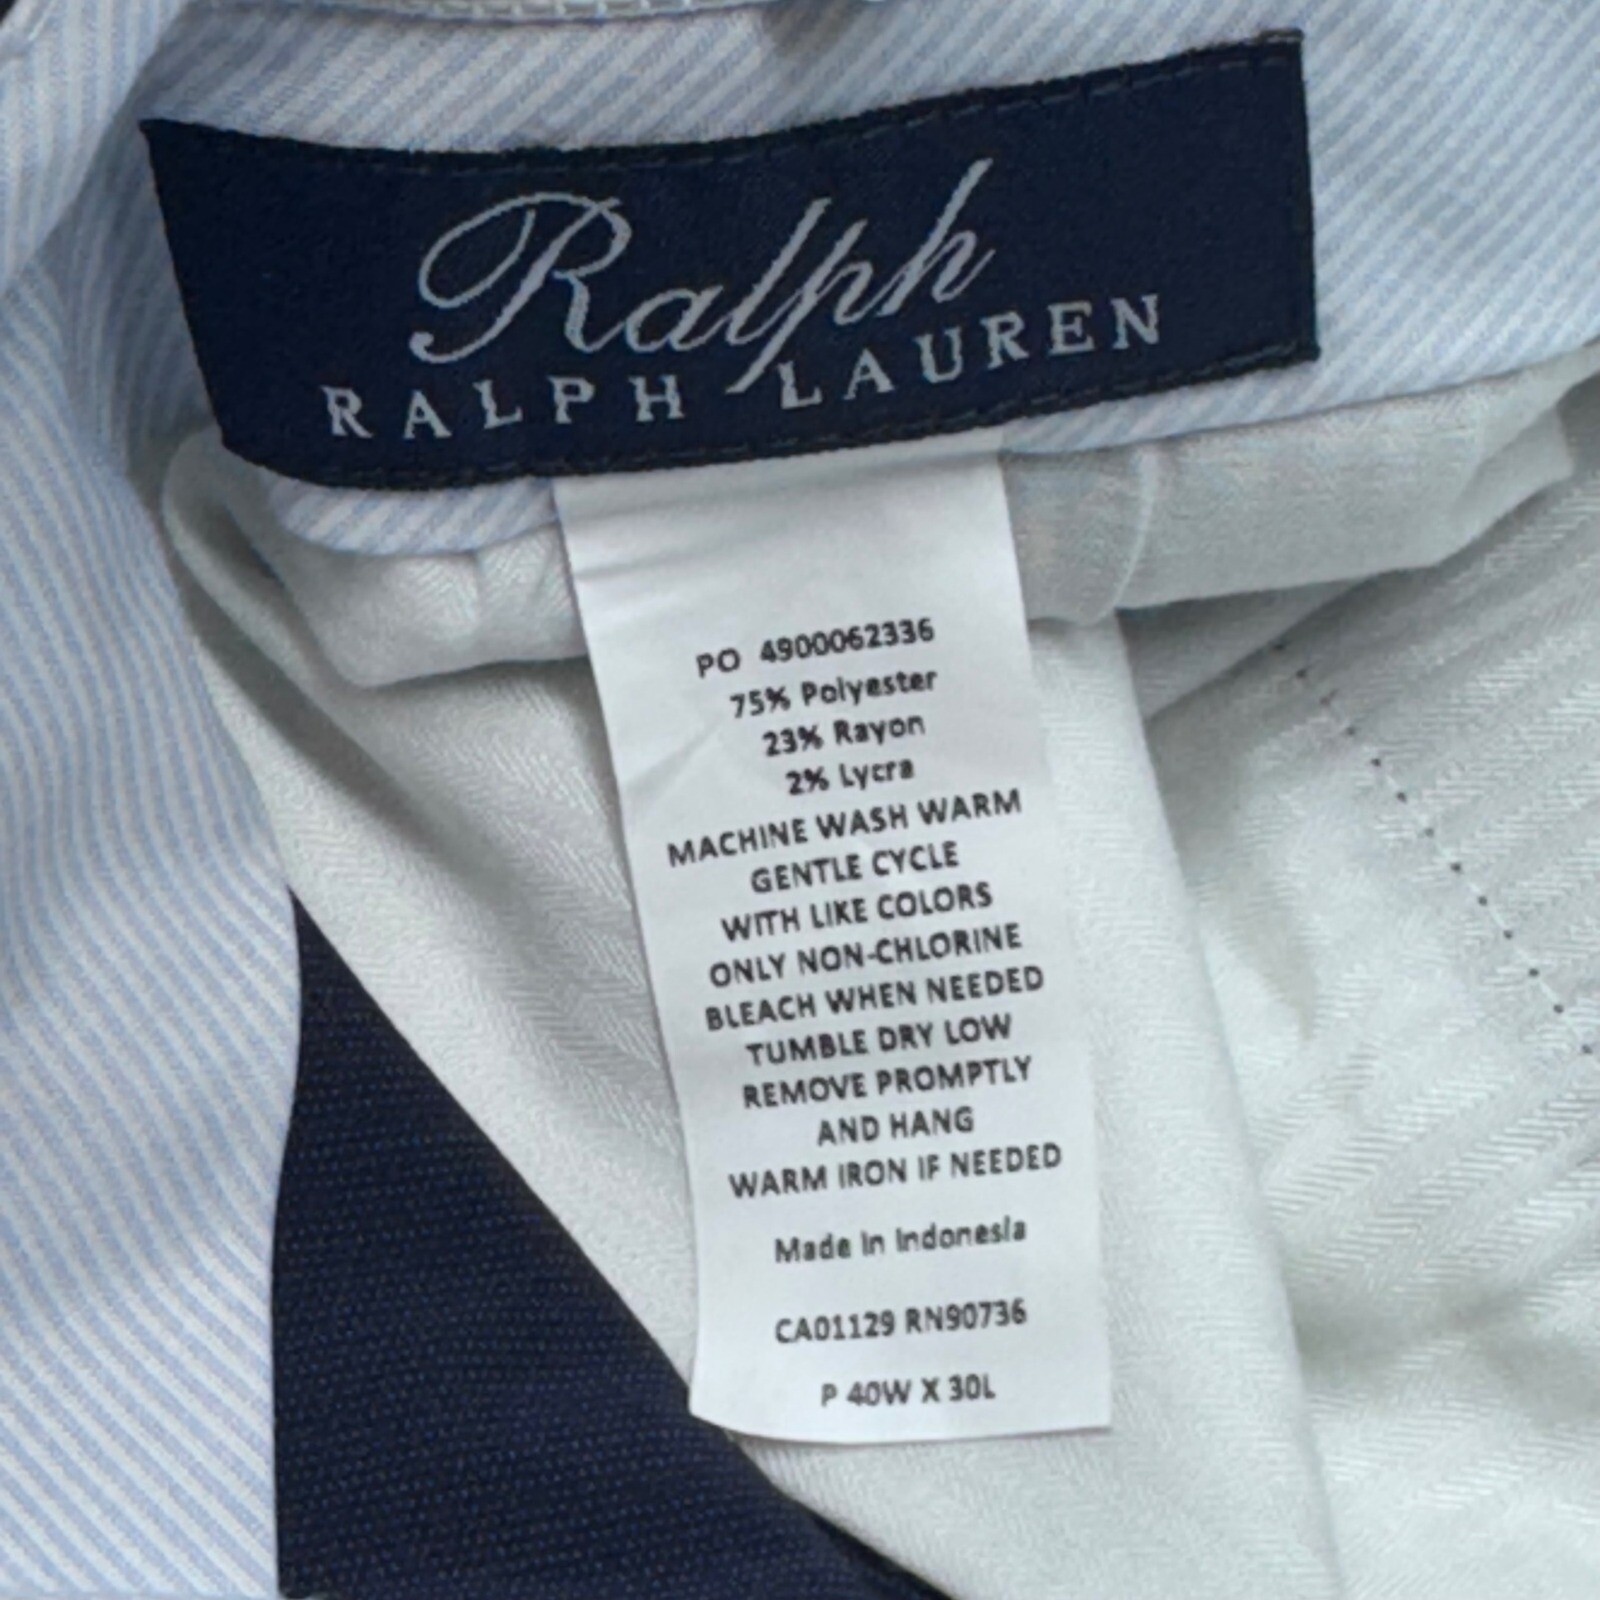 Ralph
RALPH LAUREN
PO 4900062336
75% Polyester
23% Rayon
2% Lycra
MACHINE WASH WARM
GENTLE CYCLE
WITH LIKE COLORS
ONLY NON-CHLORINE
BLEACH WHEN NEEDED
TUMBLE DRY LOW
REMOVE PROMPTLY
AND HANG
WARM IRON IF NEEDED
Made in Indonesia
CA01129 RN90736
P 40W X 30L